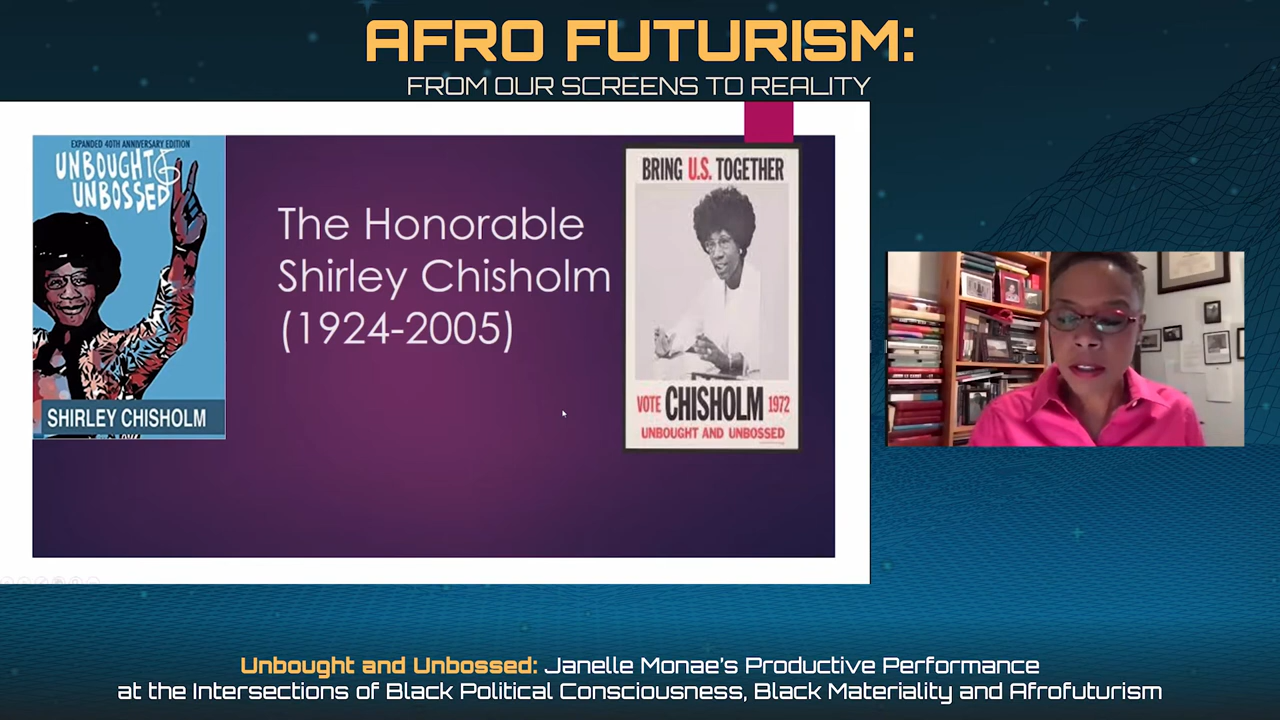 AFRO FUTURISM:
FROM OUR SCREENS TO REALITY
EXPANDED 40TH ANNIVERSARY EDITION
UNBOUGHT &
UNBOSSED
SHIRLEY CHISHOLM
The Honorable
Shirley Chisholm
(1924-2005)
BRING U.S. TOGETHER
VOTE CHISHOLM 1972
UNBOUGHT AND UNBOSSED
Unbought and Unbossed: Janelle Monae's Productive Performance
at the Intersections of Black Political Consciousness, Black Materiality and Afrofuturism